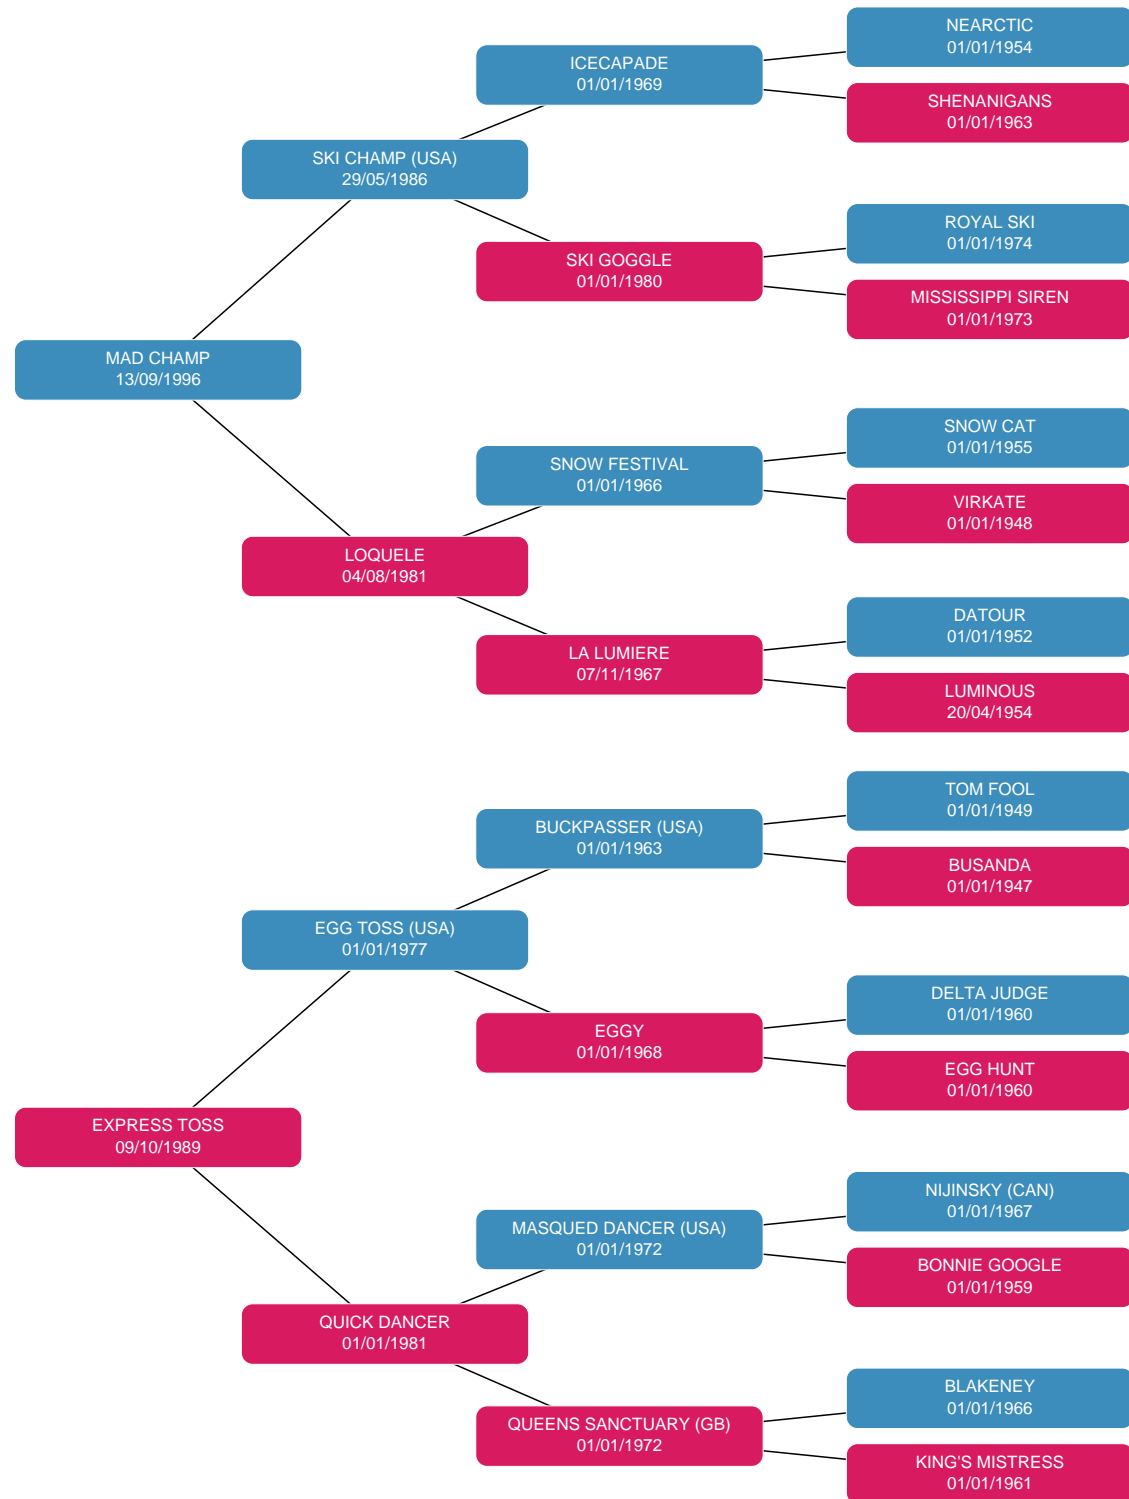 NEARCTIC
01/01/1954
ICECAPADE
01/01/1969
SHENANIGANS
01/01/1963
SKI CHAMP (USA)
29/05/1986
ROYAL SKI
01/01/1974
SKI GOGGLE
01/01/1980
MISSISSIPPI SIREN
01/01/1973
MAD CHAMP
13/09/1996
SNOW CAT
01/01/1955
SNOW FESTIVAL
01/01/1966
VIRKATE
01/01/1948
LOQUELE
04/08/1981
DATOUR
01/01/1952
LA LUMIERE
07/11/1967
LUMINOUS
20/04/1954
TOM FOOL
01/01/1949
BUCKPASSER (USA)
01/01/1963
BUSANDA
01/01/1947
EGG TOSS (USA)
01/01/1977
DELTA JUDGE
01/01/1960
EGGY
01/01/1968
EGG HUNT
01/01/1960
EXPRESS TOSS
09/10/1989
NIJINSKY (CAN)
01/01/1967
MASQUED DANCER (USA)
01/01/1972
BONNIE GOOGLE
01/01/1959
QUICK DANCER
01/01/1981
BLAKENEY
01/01/1966
QUEENS SANCTUARY (GB)
01/01/1972
KING'S MISTRESS
01/01/1961